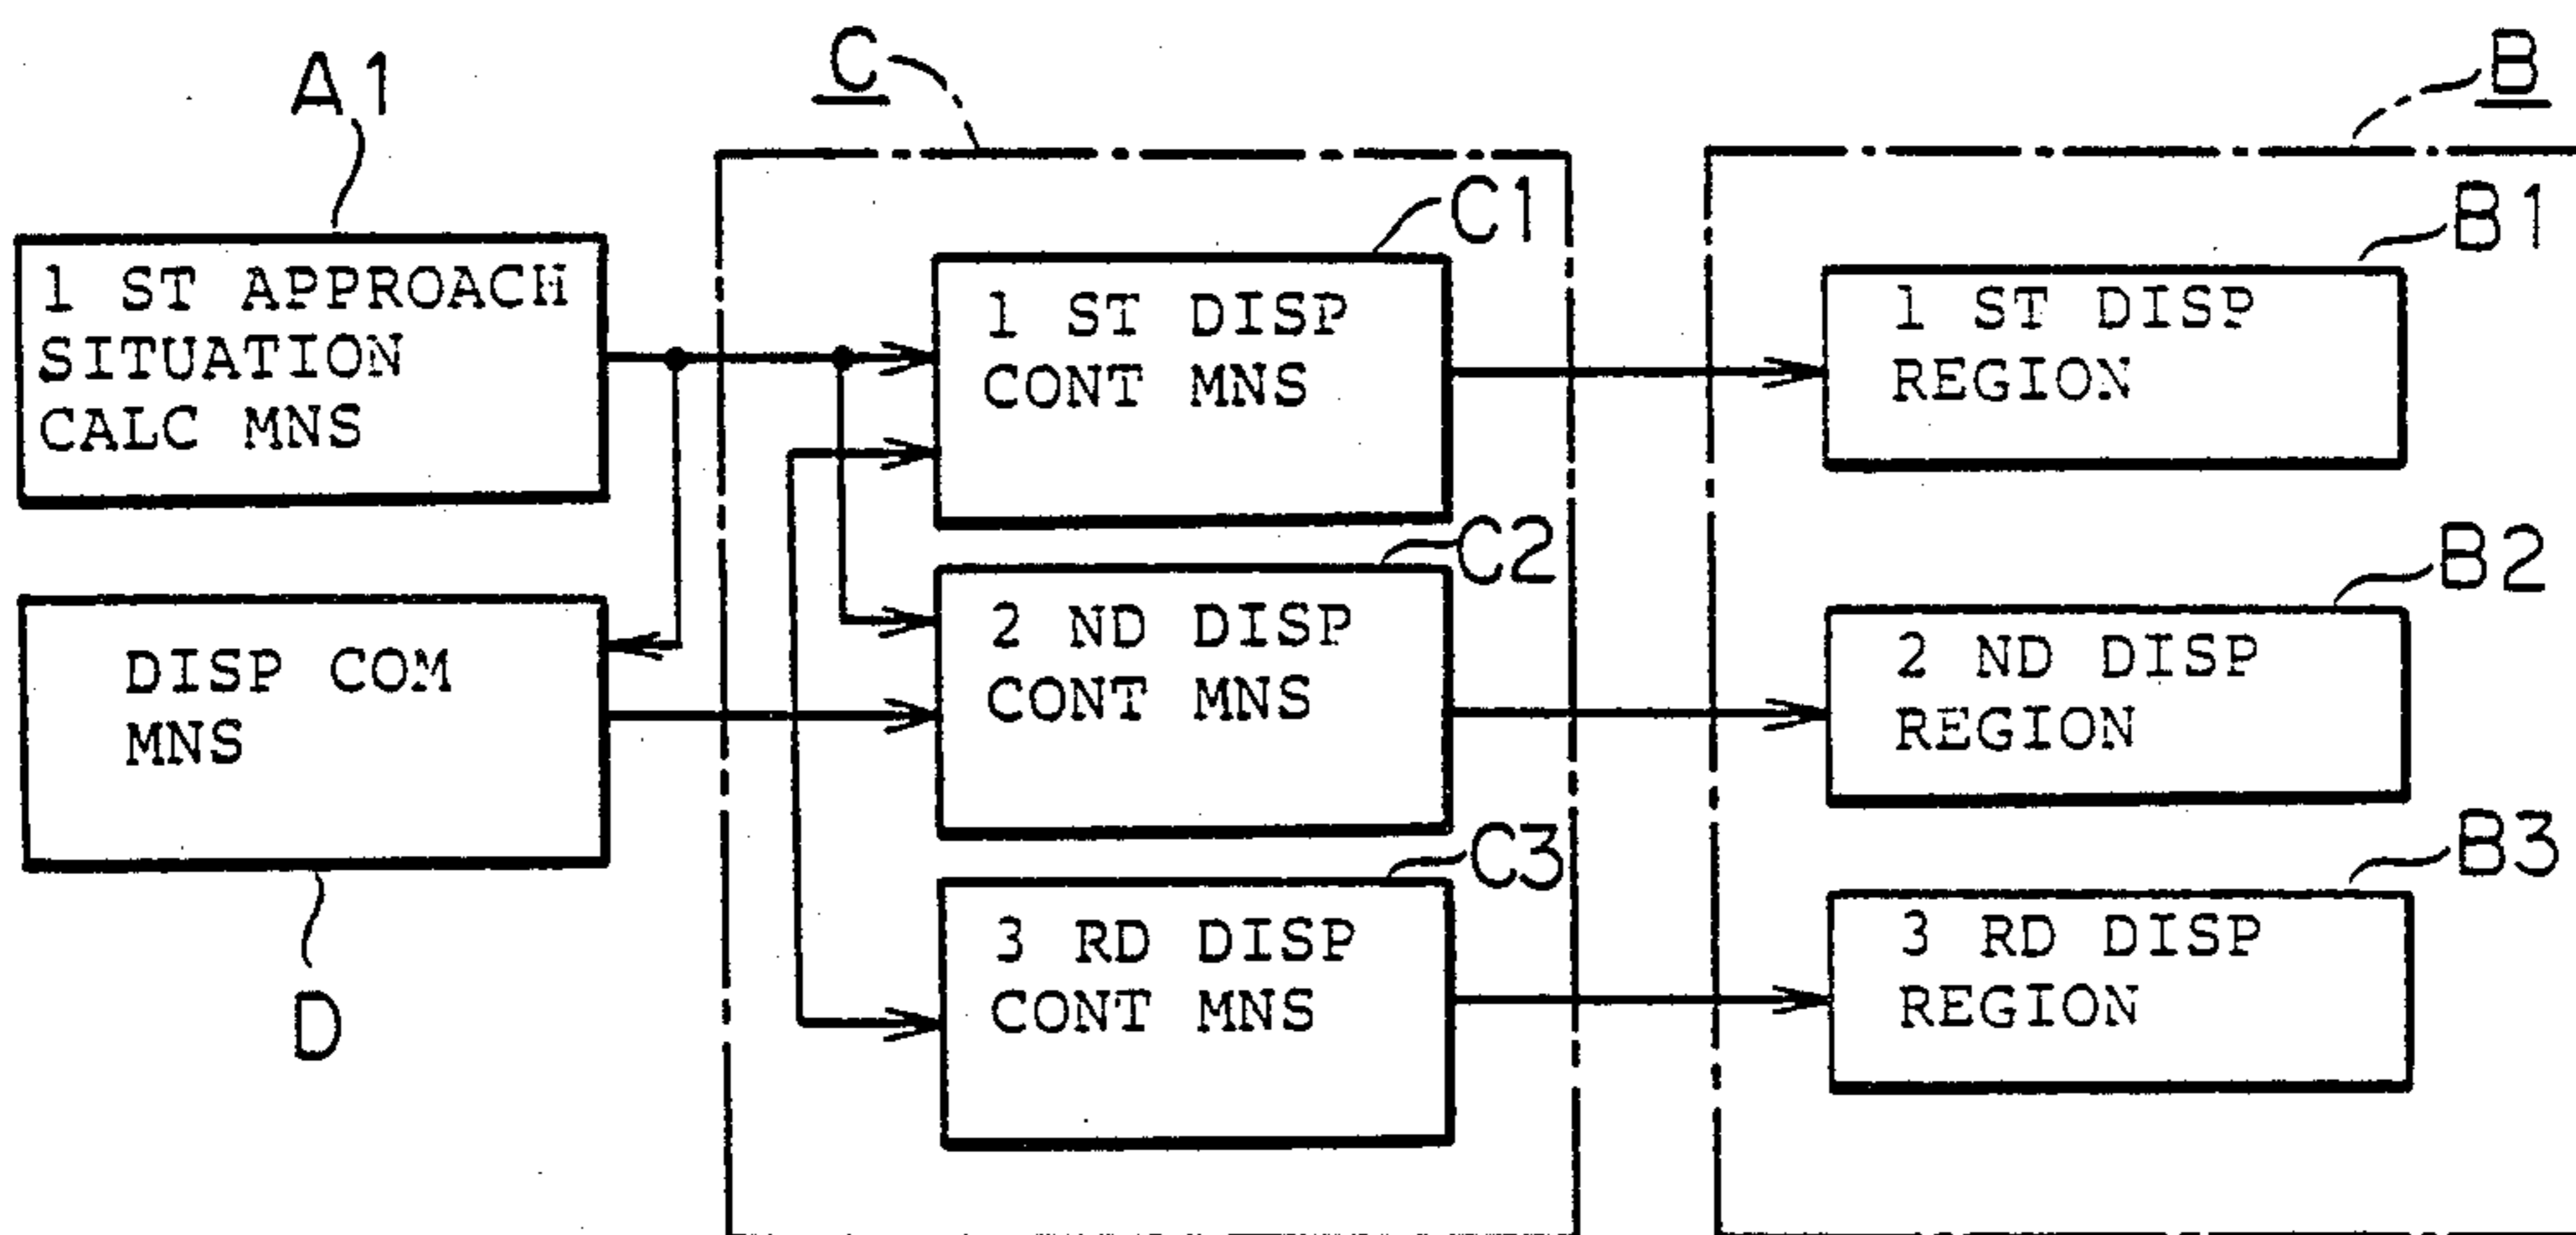 A1
C
B
1 ST APPROACH
SITUATION
CALC MNS
C1
1 ST DISP
CONT MNS
B1
1 ST DISP
REGION
DISP COM
MNS
D
C2
2 ND DISP
CONT MNS
B2
2 ND DISP
REGION
C3
3 RD DISP
CONT MNS
B3
3 RD DISP
REGION